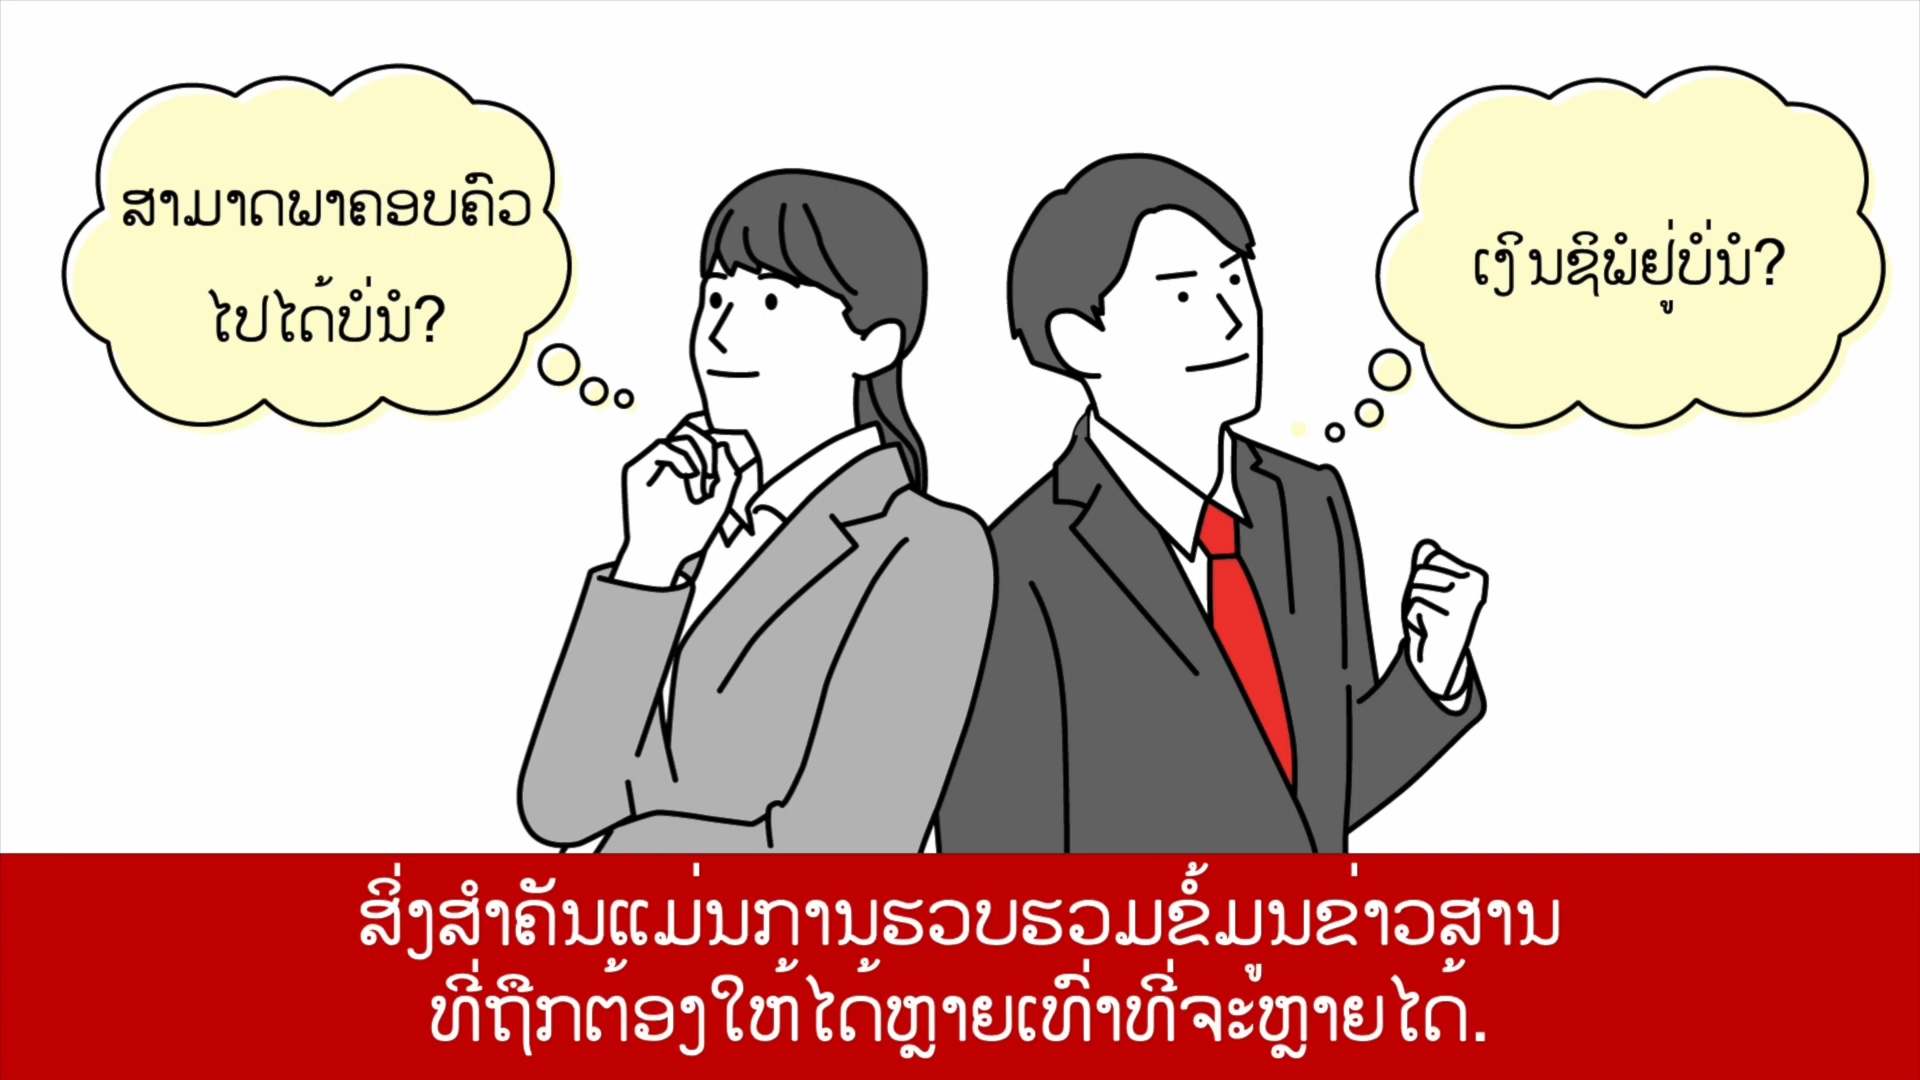 ສາມາດພາຄອບຄົວ
ໄປໄດ້ບໍ່ນໍ?
ເງິນຊິພໍຢູ່ບໍ່ນໍ?
ສິ່ງສຳຄັນແມ່ນການຮວບຮວມຂໍ້ມູນຂ່າວສານ
ທີ່ຖືກຕ້ອງໃຫ້ໄດ້ຫຼາຍເທົ່າທີ່ຈະຫຼາຍໄດ້.